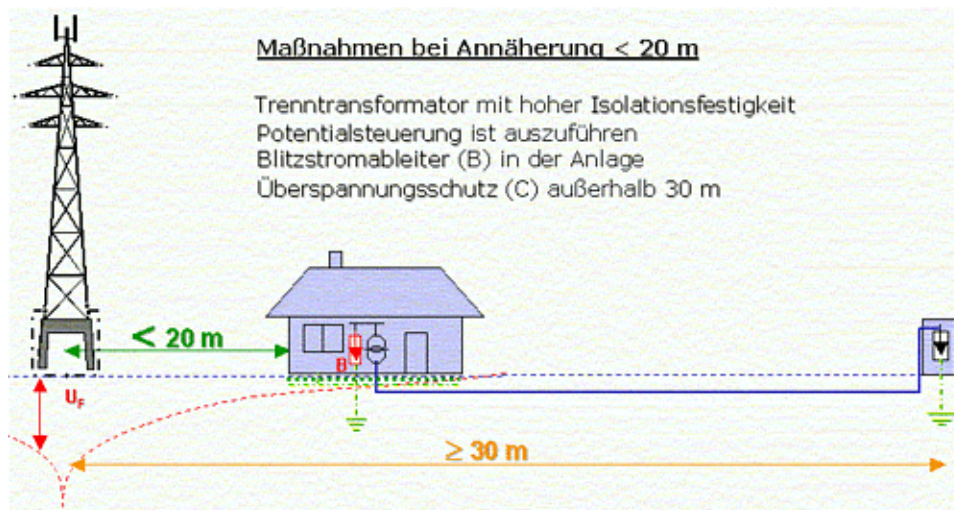 Maßnahmen bei Annäherung < 20 m
Trenntransformator mit hoher Isolationsfestigkeit
Potentialsteuerung ist auszuführen
Blitzstromableiter (B) in der Anlage
Überspannungsschutz (C) außerhalb 30 m
< 20 m
B
U_F
≥ 30 m